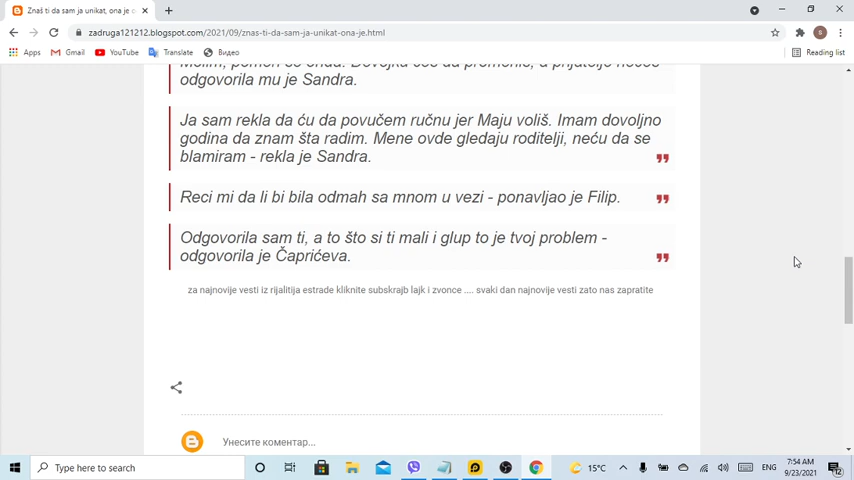 Znaš ti da sam ja unikat, ona je o
zadruga121212.blogspot.com/2021/09/znas-ti-da-sam-ja-unikat-ona-je.html
B
Apps Gmail YouTube Translate Видео Reading list
odgovorila mu je Sandra.
Ja sam rekla da ću da povučem ručnu jer Maju voliš. Imam dovoljno
godina da znam šta radim. Mene ovde gledaju roditelji, neću da se
blamiram - rekla je Sandra.
Reci mi da li bi bila odmah sa mnom u vezi - ponavljao je Filip.
Odgovorila sam ti, a to što si ti mali i glup to je tvoj problem -
odgovorila je Čaprićeva.
za najnovije vesti iz rijalitija estrade kliknite subskrajb lajk i zvonce .... svaki dan najnovije vesti zato nas zapratite
Унесите коментар...
Type here to search
15°C
ENG
7:54 AM
9/23/2021
12